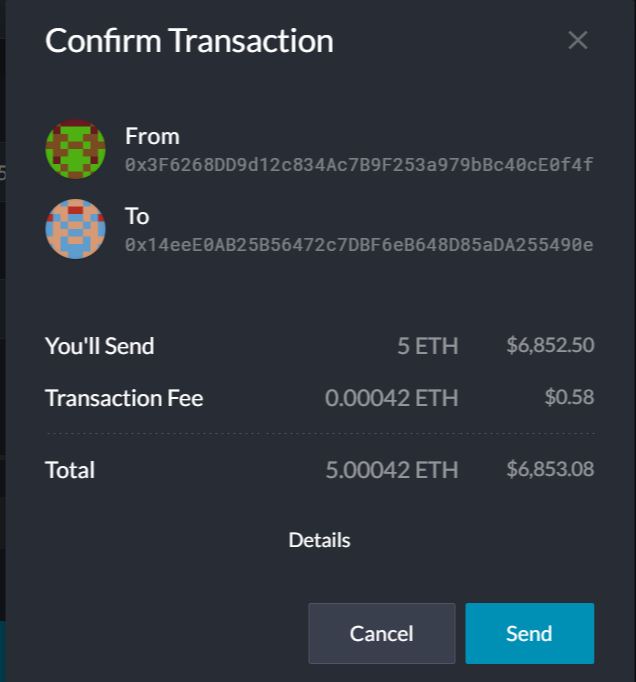 Confirm Transaction
From
0x3F6268DD9d12c834Ac7B9F253a979bBc40cE0f4f
To
0x14eeE0AB25B56472c7DBF6eB648D85aDA255490e
You'll Send 5 ETH $6,852.50
Transaction Fee 0.00042 ETH $0.58
Total 5.00042 ETH $6,853.08
Details
Cancel Send